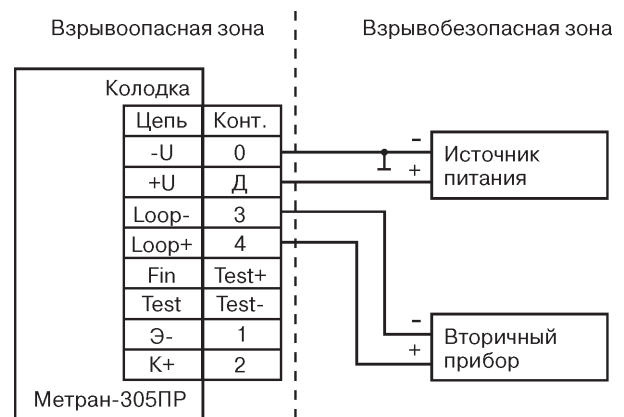 Взрывоопасная зона
Взрывобезопасная зона
Колодка
Цепь Конт.
-U 0
+U Д
Loop- 3
Loop+ 4
Fin Test+
Test Test-
Э- 1
К+ 2
Метран-305ПР
-
+
Источник
питания
-
+
Вторичный
прибор